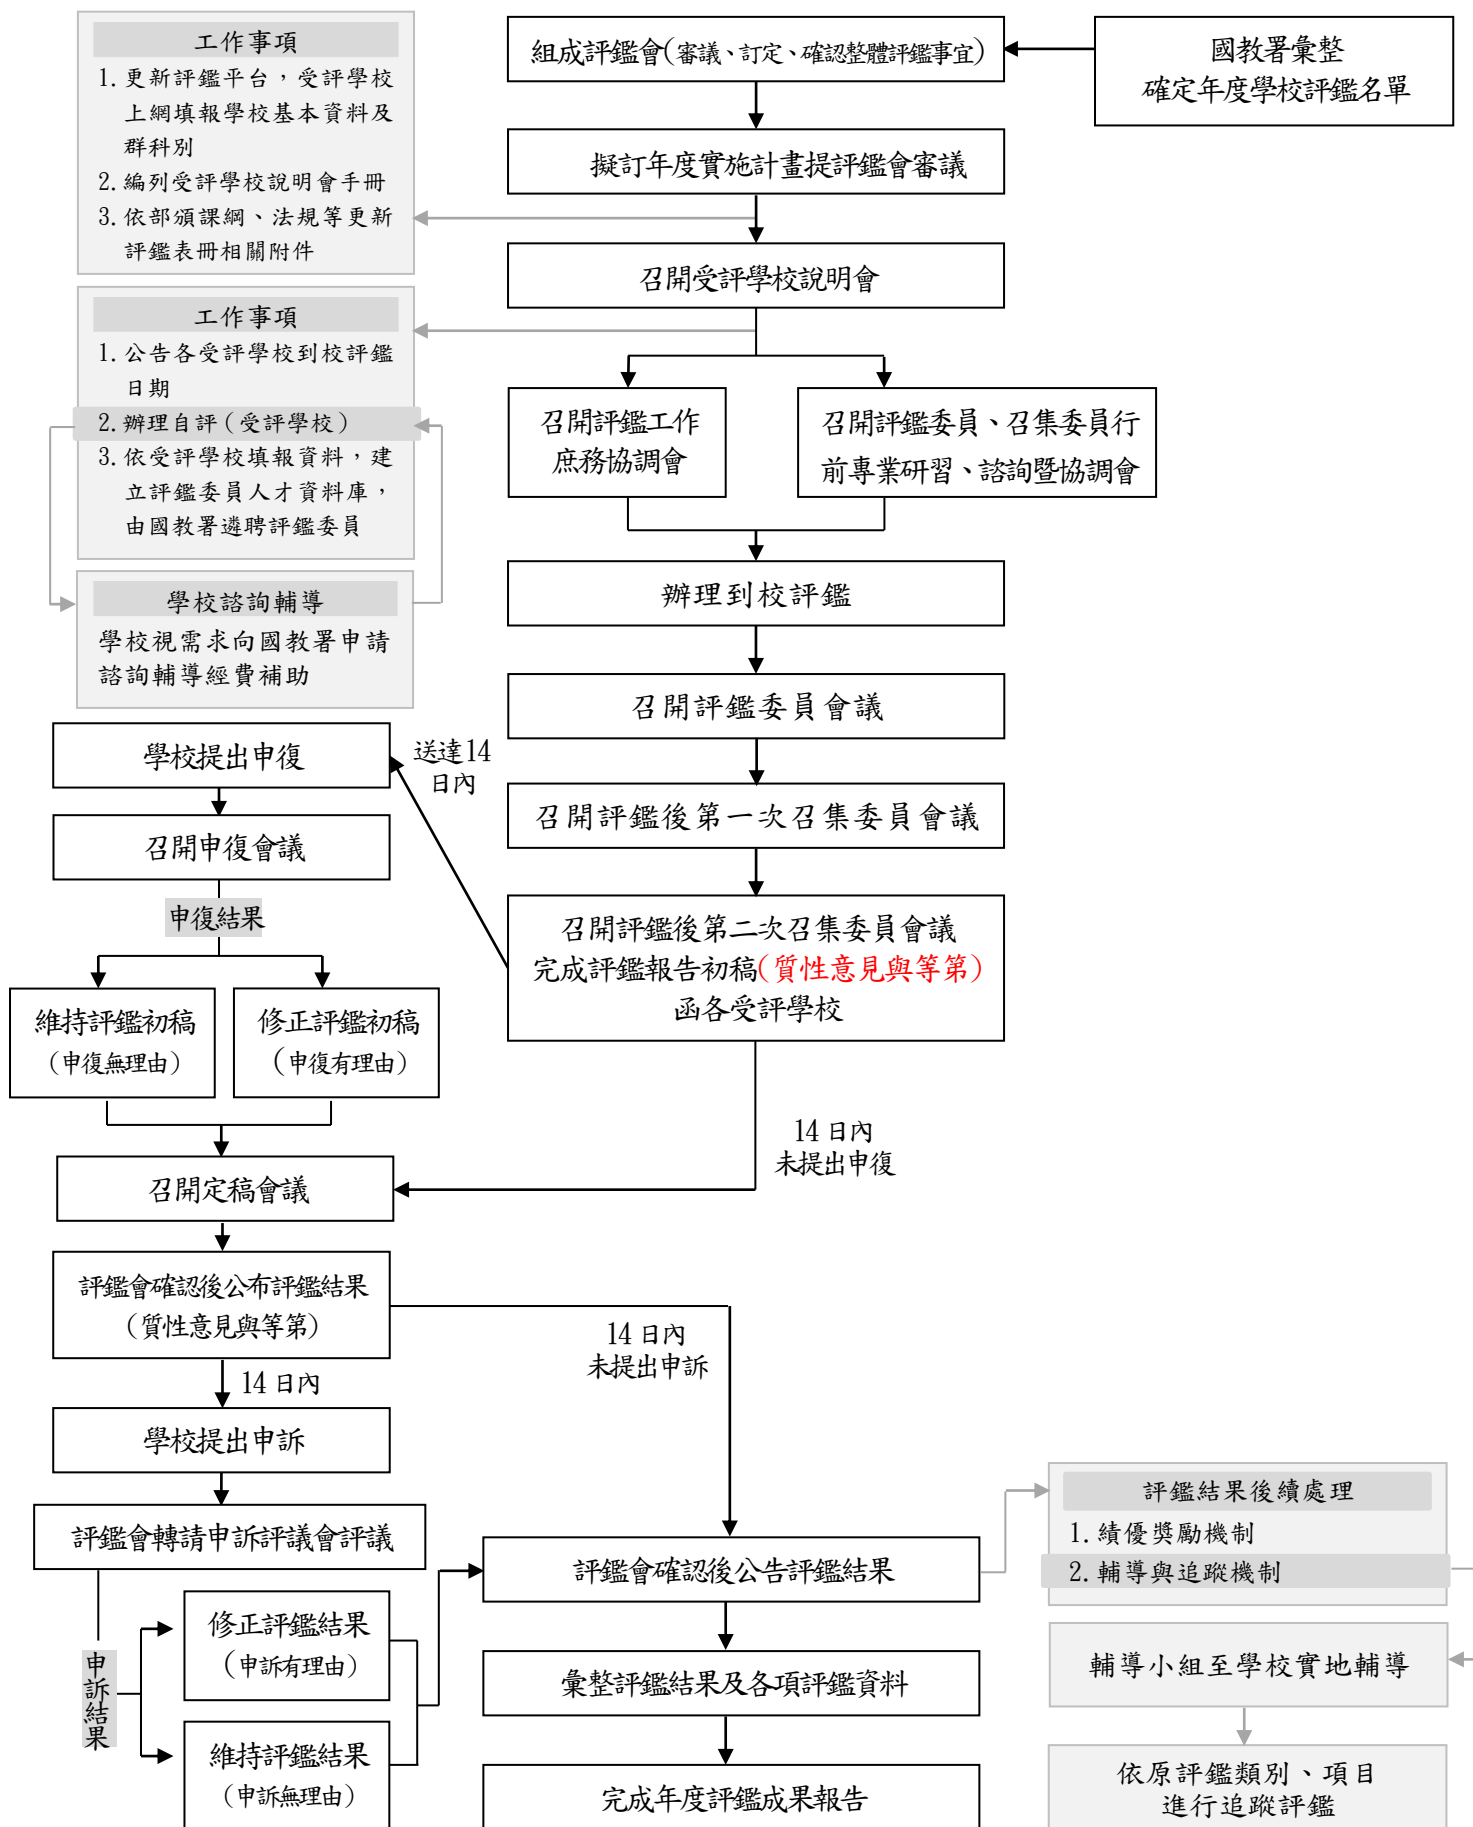 工作事項
1. 更新評鑑平台，受評學校
上網填報學校基本資料及
群科別
2. 編列受評學校說明會手冊
3. 依部頒課綱、法規等更新
評鑑表冊相關附件
組成評鑑會(審議、訂定、確認整體評鑑事宜)
國教署彙整
確定年度學校評鑑名單
擬訂年度實施計畫提評鑑會審議
召開受評學校說明會
工作事項
1. 公告各受評學校到校評鑑
日期
2. 辦理自評（受評學校）
3. 依受評學校填報資料，建
立評鑑委員人才資料庫，
由國教署遴聘評鑑委員
召開評鑑工作
庶務協調會
召開評鑑委員、召集委員行
前專業研習、諮詢暨協調會
學校諮詢輔導
學校視需求向國教署申請
諮詢輔導經費補助
辦理到校評鑑
召開評鑑委員會議
召開評鑑後第一次召集委員會議
召開評鑑後第二次召集委員會議
完成評鑑報告初稿(質性意見與等第)
函各受評學校
送達14
日內
學校提出申復
召開申復會議
申復結果
維持評鑑初稿
（申復無理由）
修正評鑑初稿
（申復有理由）
14 日內
未提出申復
召開定稿會議
評鑑會確認後公布評鑑結果
（質性意見與等第）
14 日內
未提出申訴
14 日內
學校提出申訴
評鑑會轉請申訴評議會評議
申訴結果
修正評鑑結果
（申訴有理由）
維持評鑑結果
（申訴無理由）
評鑑會確認後公告評鑑結果
彙整評鑑結果及各項評鑑資料
完成年度評鑑成果報告
評鑑結果後續處理
1. 績優獎勵機制
2. 輔導與追蹤機制
輔導小組至學校實地輔導
依原評鑑類別、項目
進行追蹤評鑑